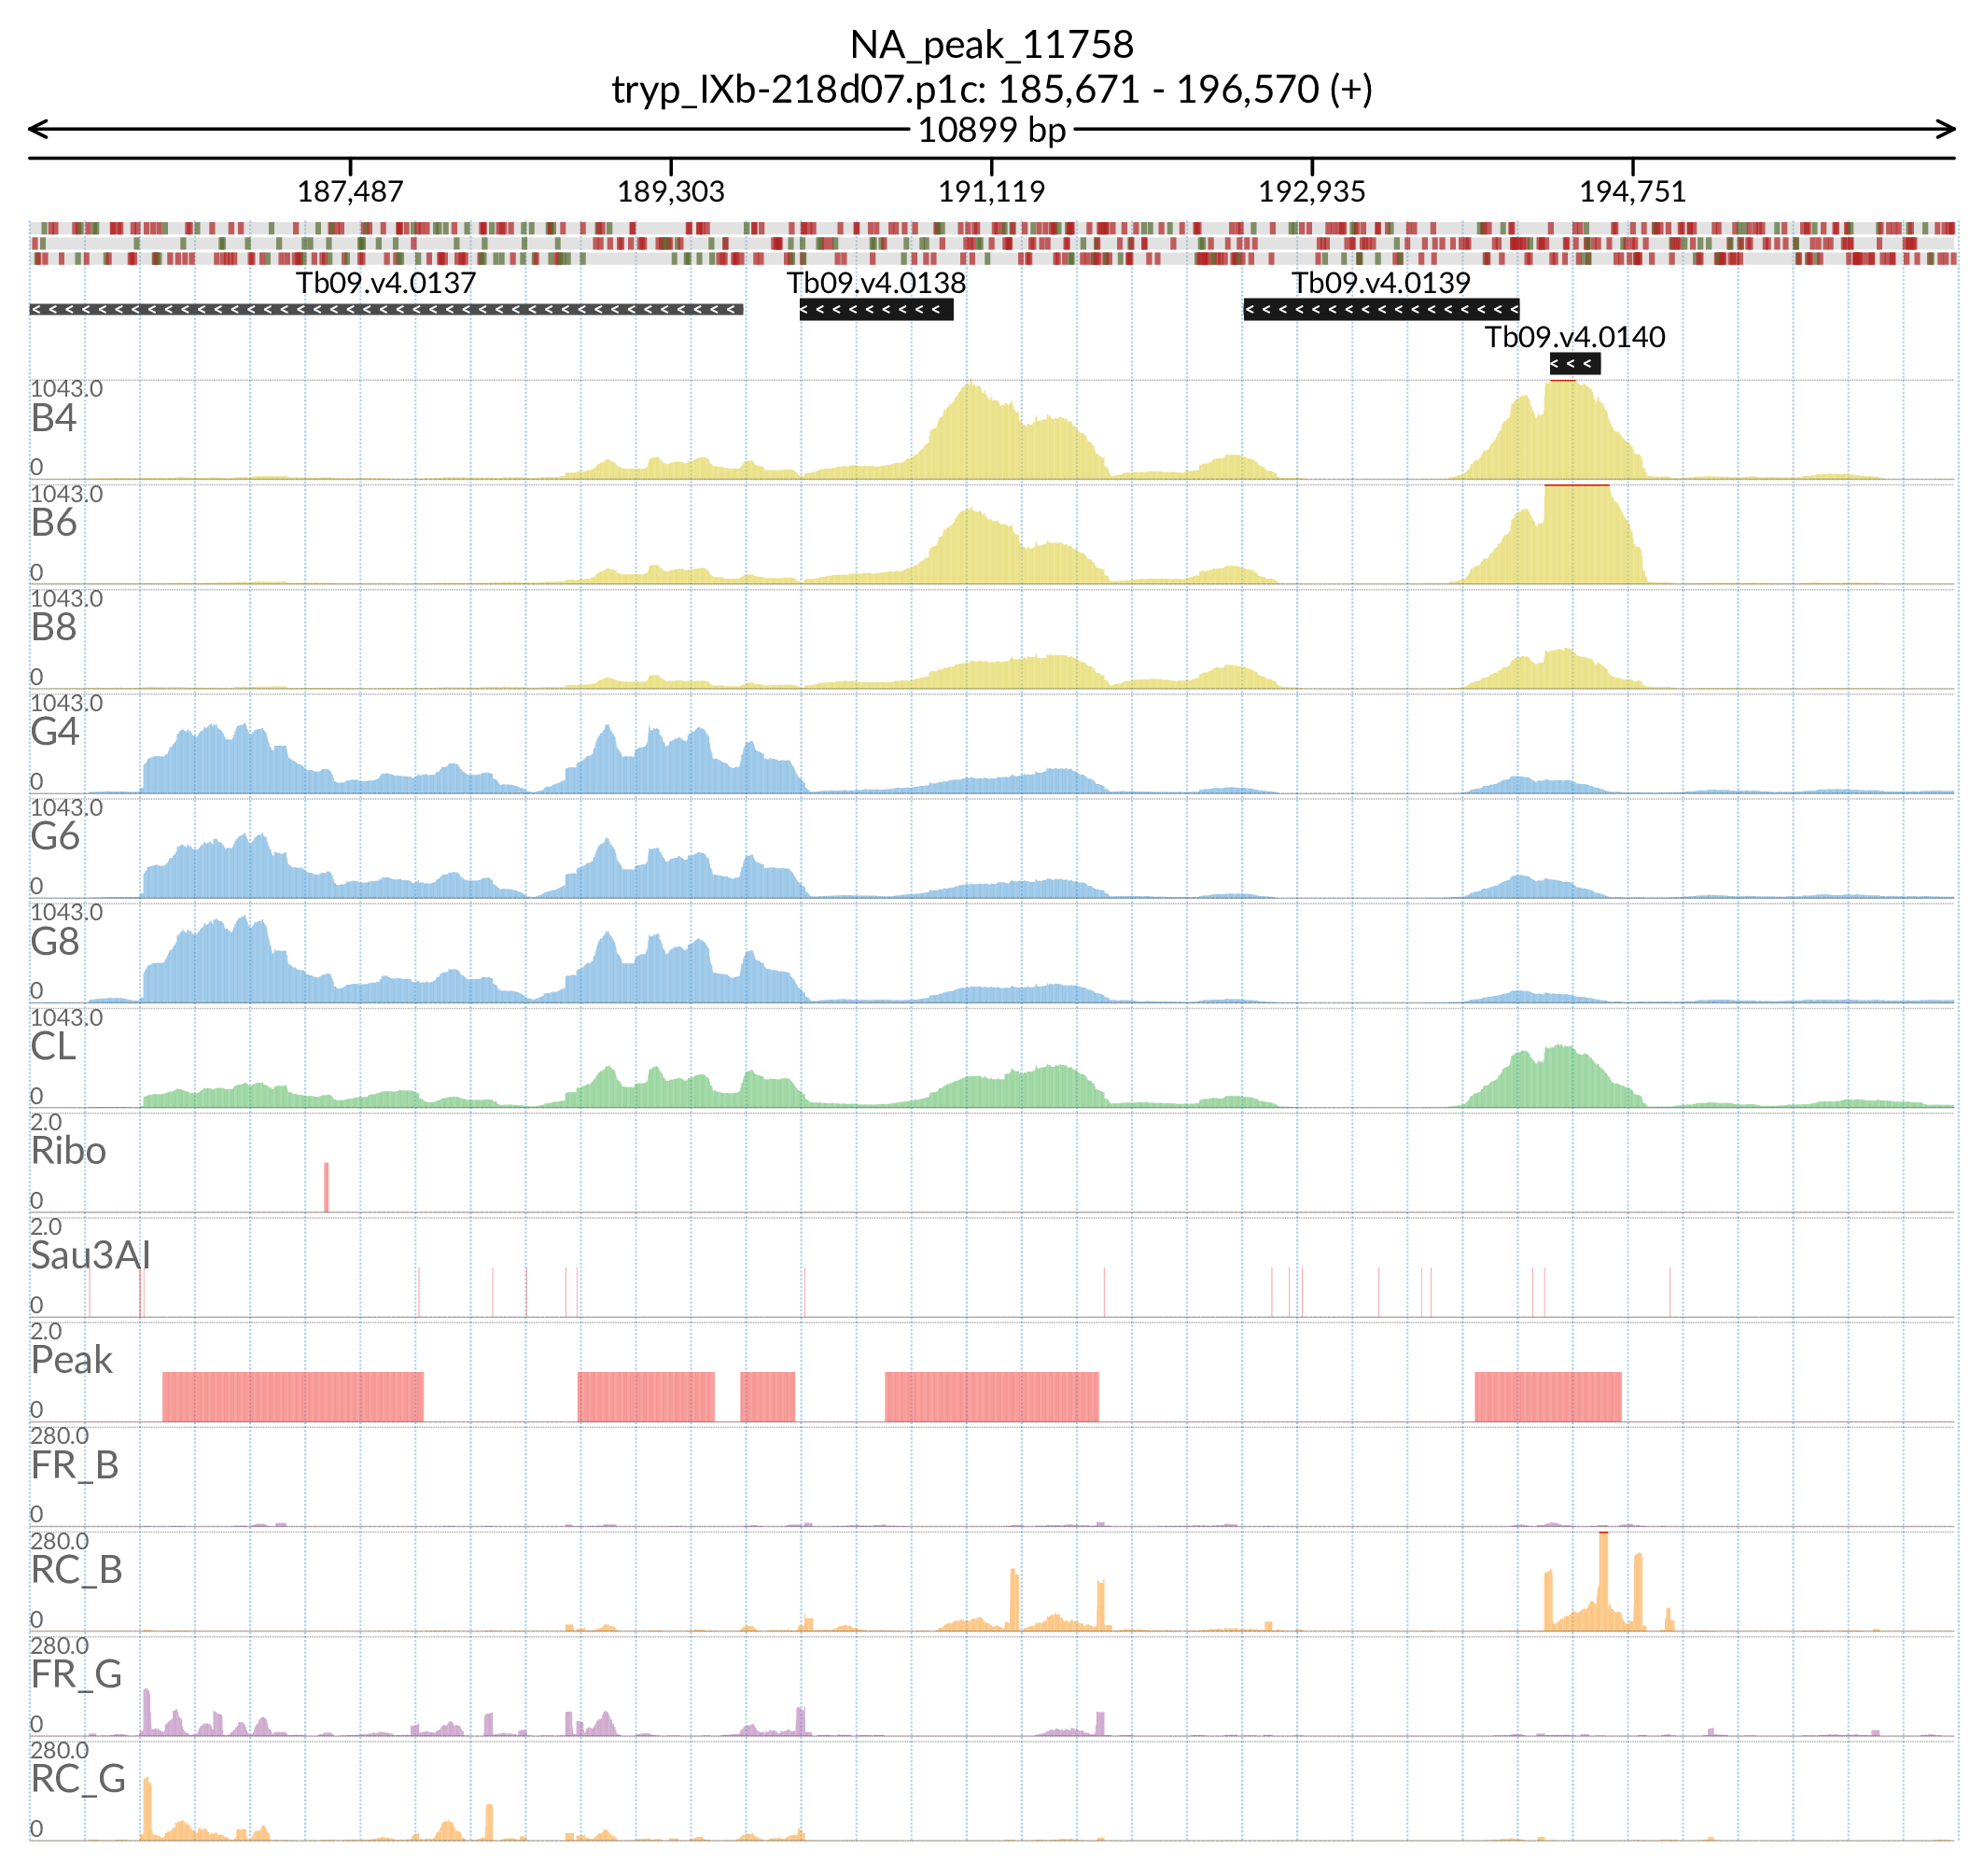 NA_peak_11758
tryp_IXb-218d07.p1c: 185,671 - 196,570 (+)
10899 bp
187,487 189,303 191,119 192,935 194,751
Tb09.v4.0137 Tb09.v4.0138 Tb09.v4.0139
Tb09.v4.0140
1043.0
B4
0
1043.0
B6
0
1043.0
B8
0
1043.0
G4
0
1043.0
G6
0
1043.0
G8
0
1043.0
CL
0
2.0
Ribo
0
2.0
Sau3AI
0
2.0
Peak
0
280.0
FR_B
0
280.0
RC_B
0
280.0
FR_G
0
280.0
RC_G
0